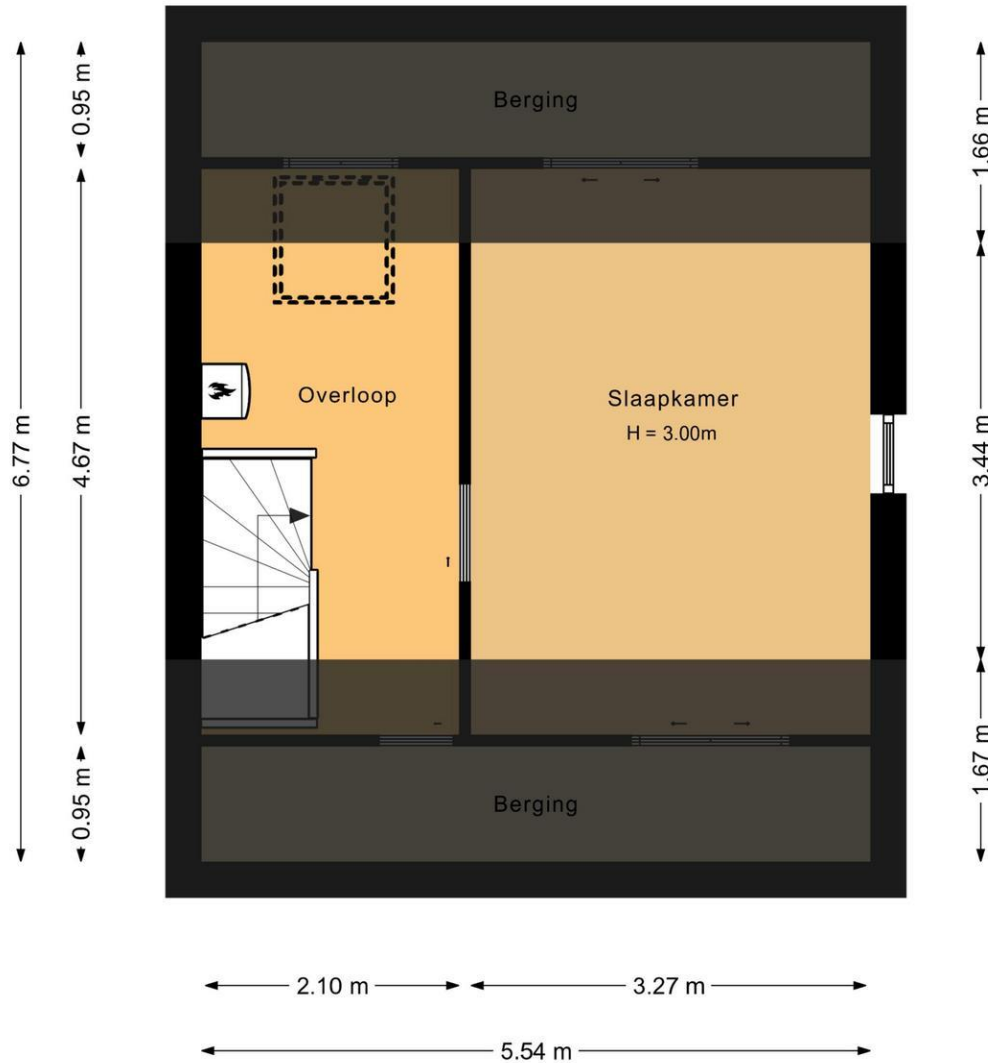 Berging
0.95 m
1.66 m
6.77 m
4.67 m
Overloop
Slaapkamer
H = 3.00m
3.44 m
0.95 m
1.67 m
Berging
2.10 m
3.27 m
5.54 m